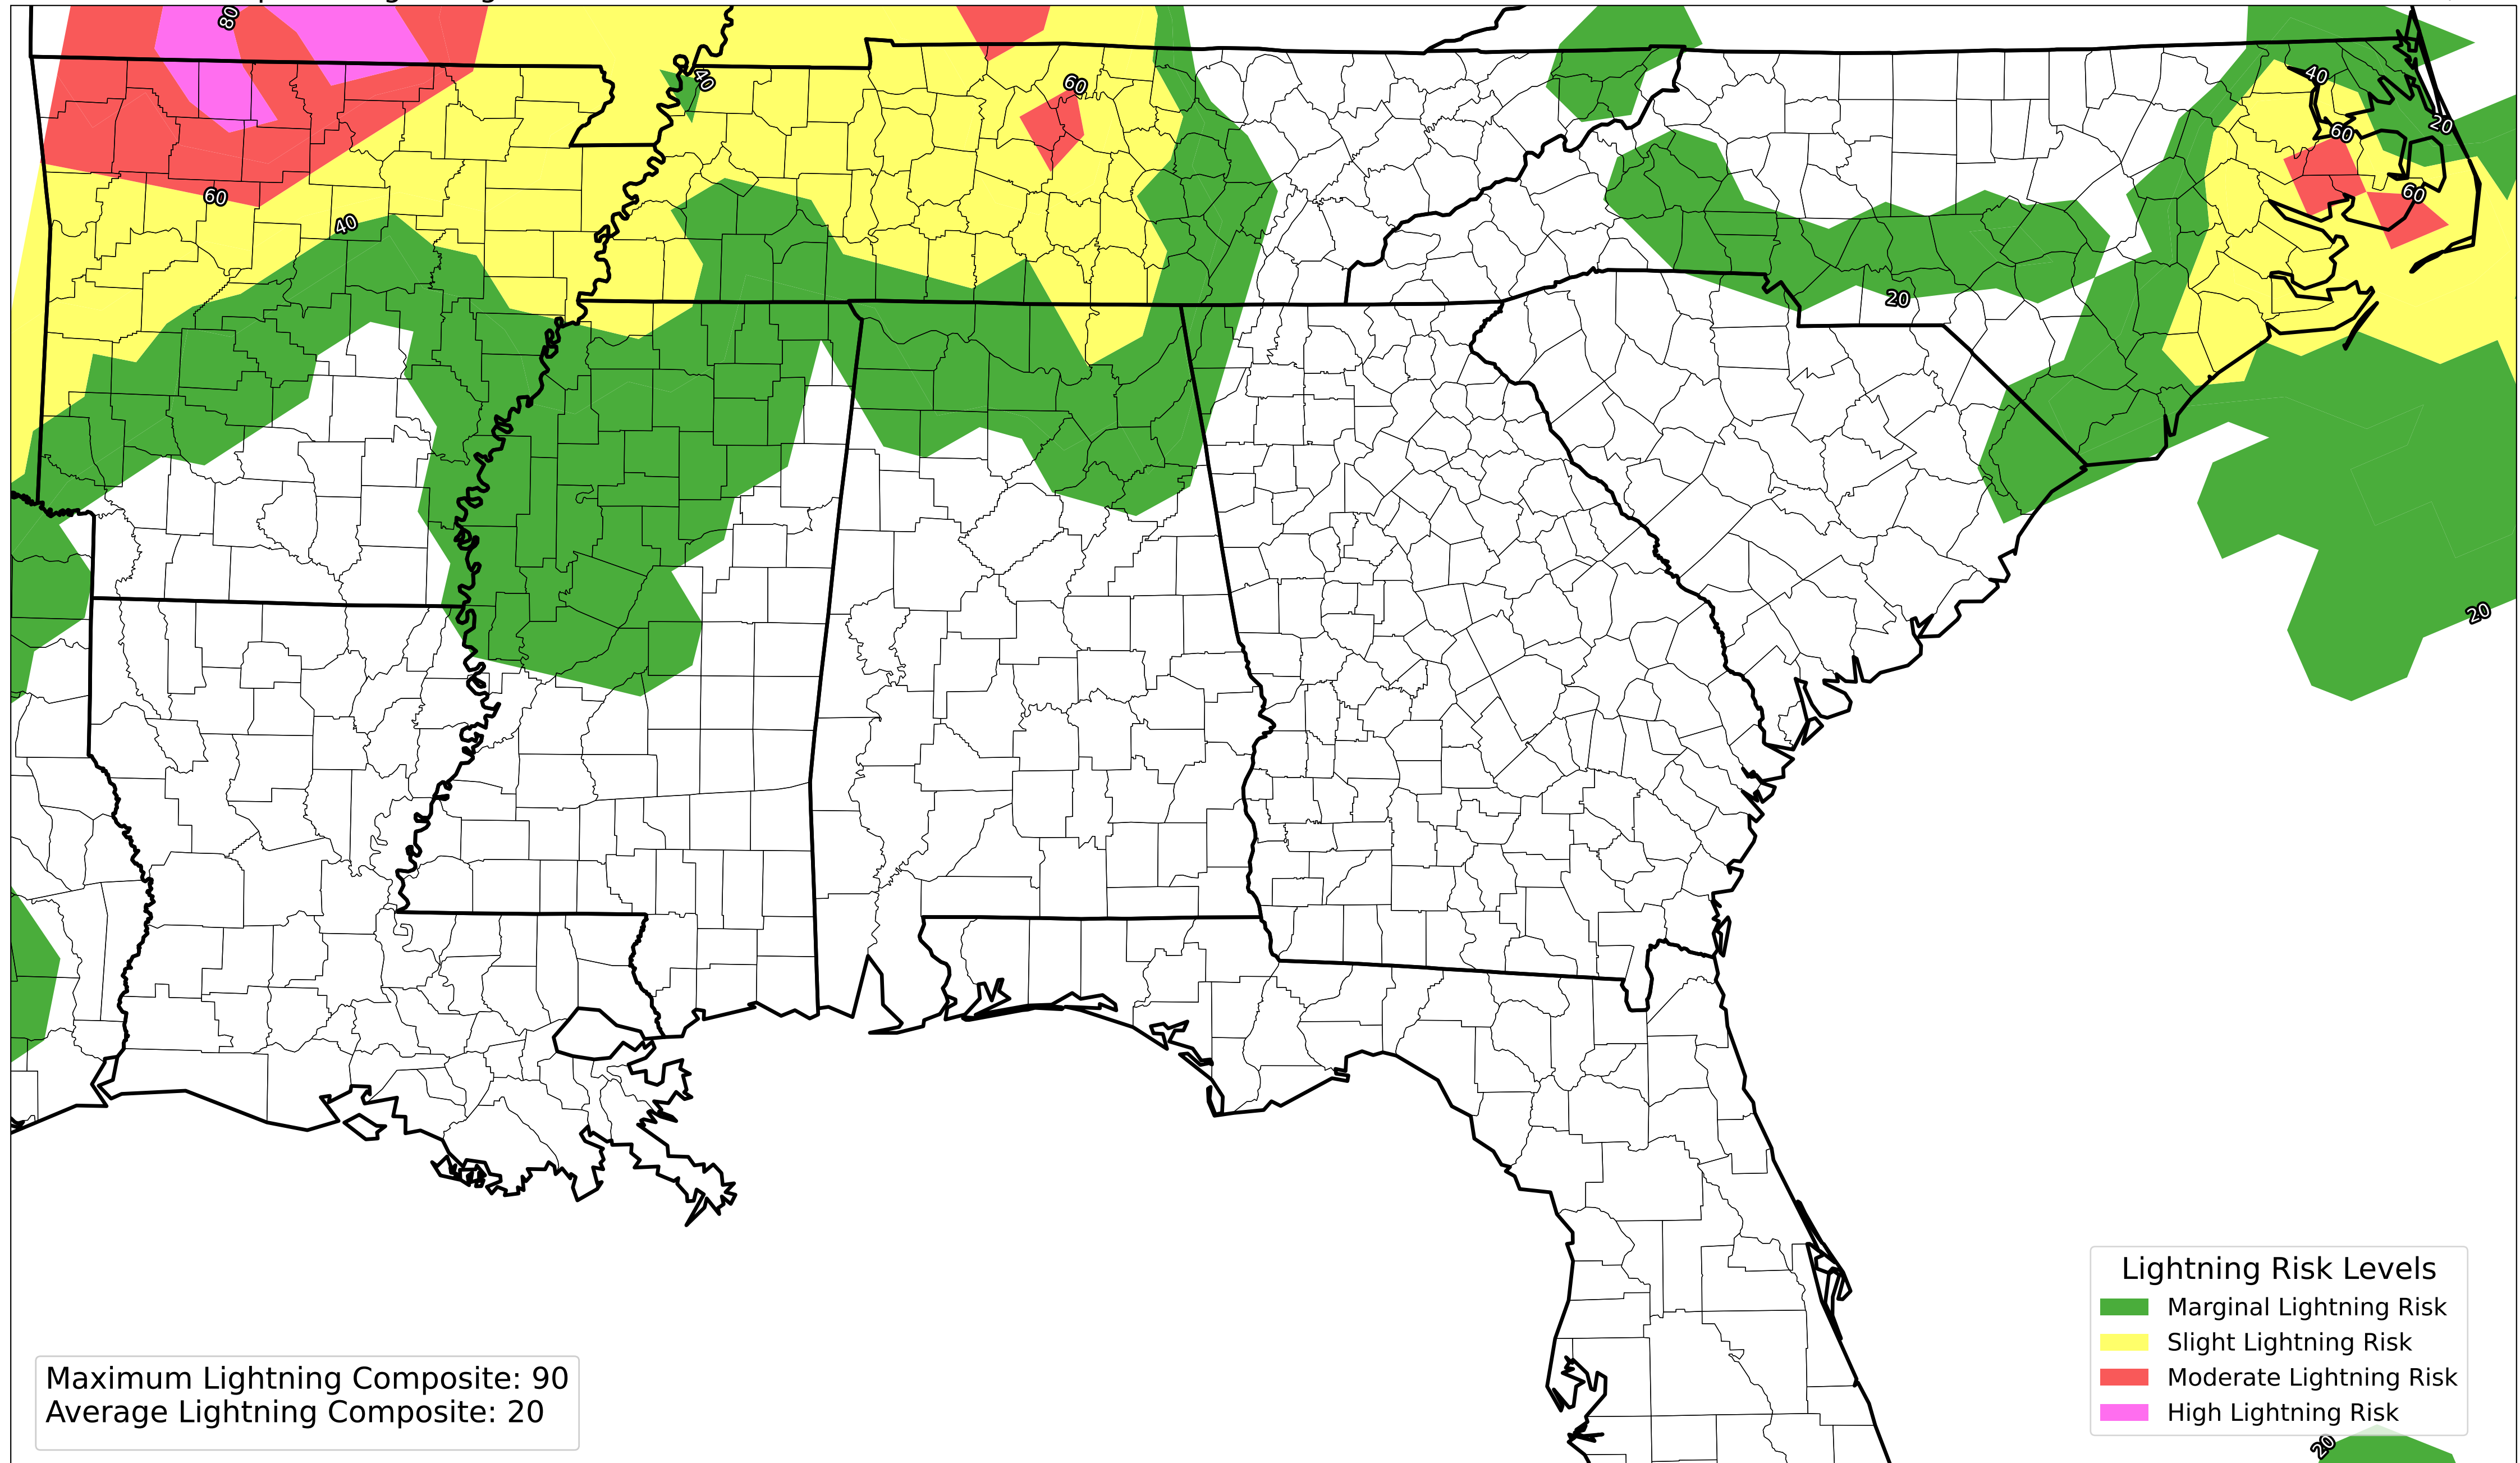 80
40
60
40
60
20
60
60
40
20
20
20
Lightning Risk Levels
Marginal Lightning Risk
Slight Lightning Risk
Moderate Lightning Risk
High Lightning Risk
Maximum Lightning Composite: 90
Average Lightning Composite: 20